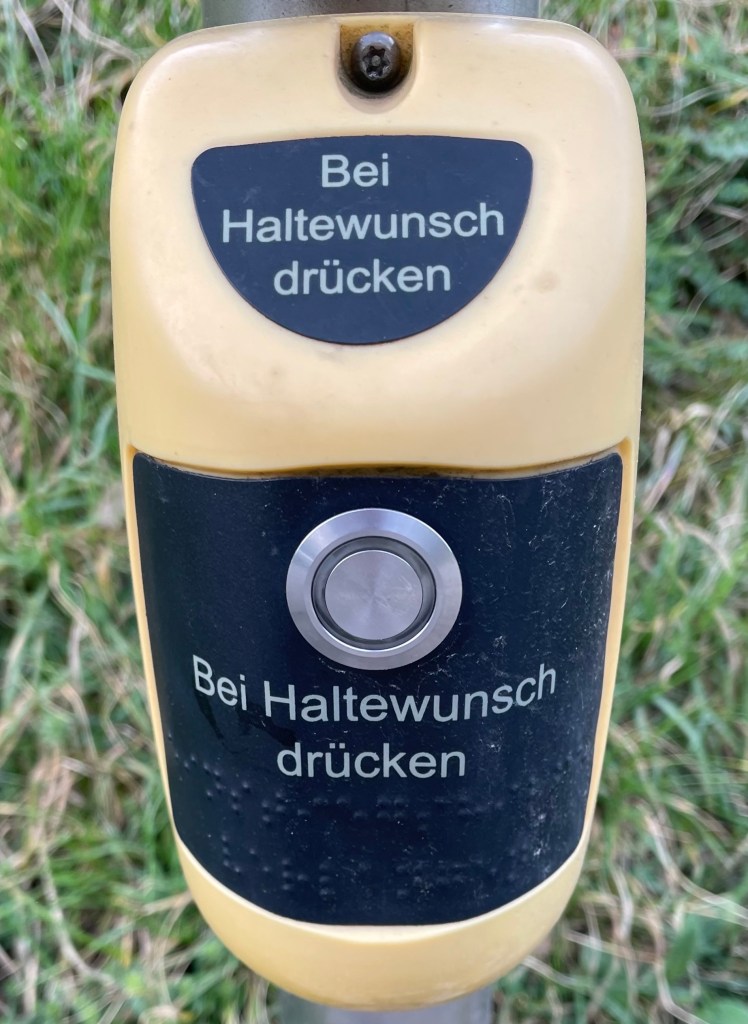 Bei
Haltewunsch
drücken
Bei Haltewunsch
drücken